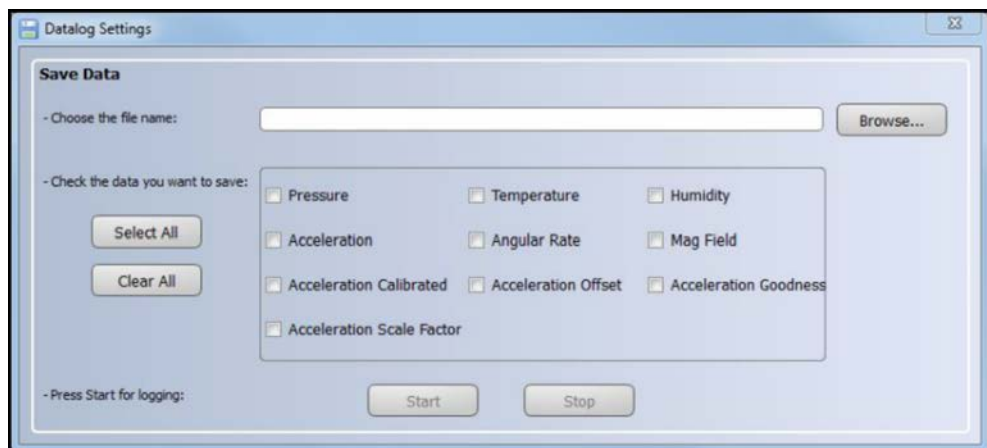 Datalog Settings
Save Data
- Choose the file name:
Browse...
- Check the data you want to save:
Select All
Clear All
Pressure
Temperature
Humidity
Acceleration
Angular Rate
Mag Field
Acceleration Calibrated
Acceleration Offset
Acceleration Goodness
Acceleration Scale Factor
- Press Start for logging:
Start
Stop